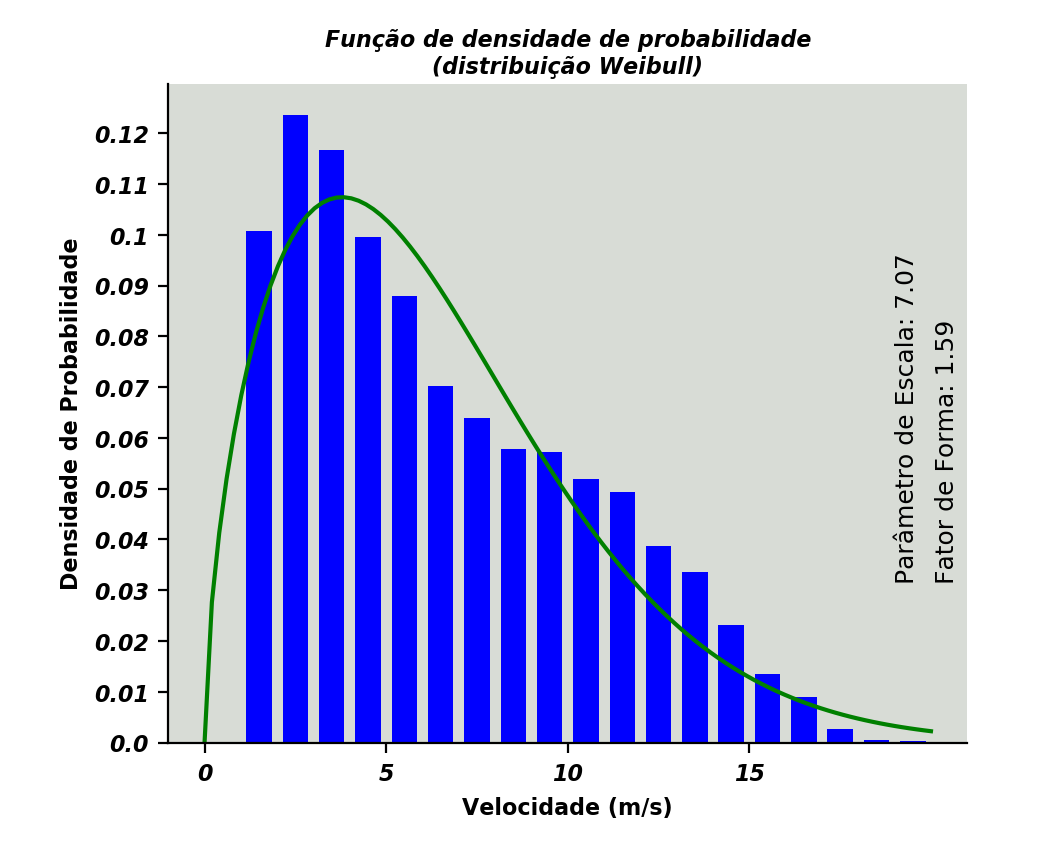 Função de densidade de probabilidade
(distribuição Weibull)
Densidade de Probabilidade
0.12
0.11
0.1
0.09
0.08
0.07
0.06
0.05
0.04
0.03
0.02
0.01
0.0
Parâmetro de Escala: 7.07
Fator de Forma: 1.59
0
5
10
15
Velocidade (m/s)